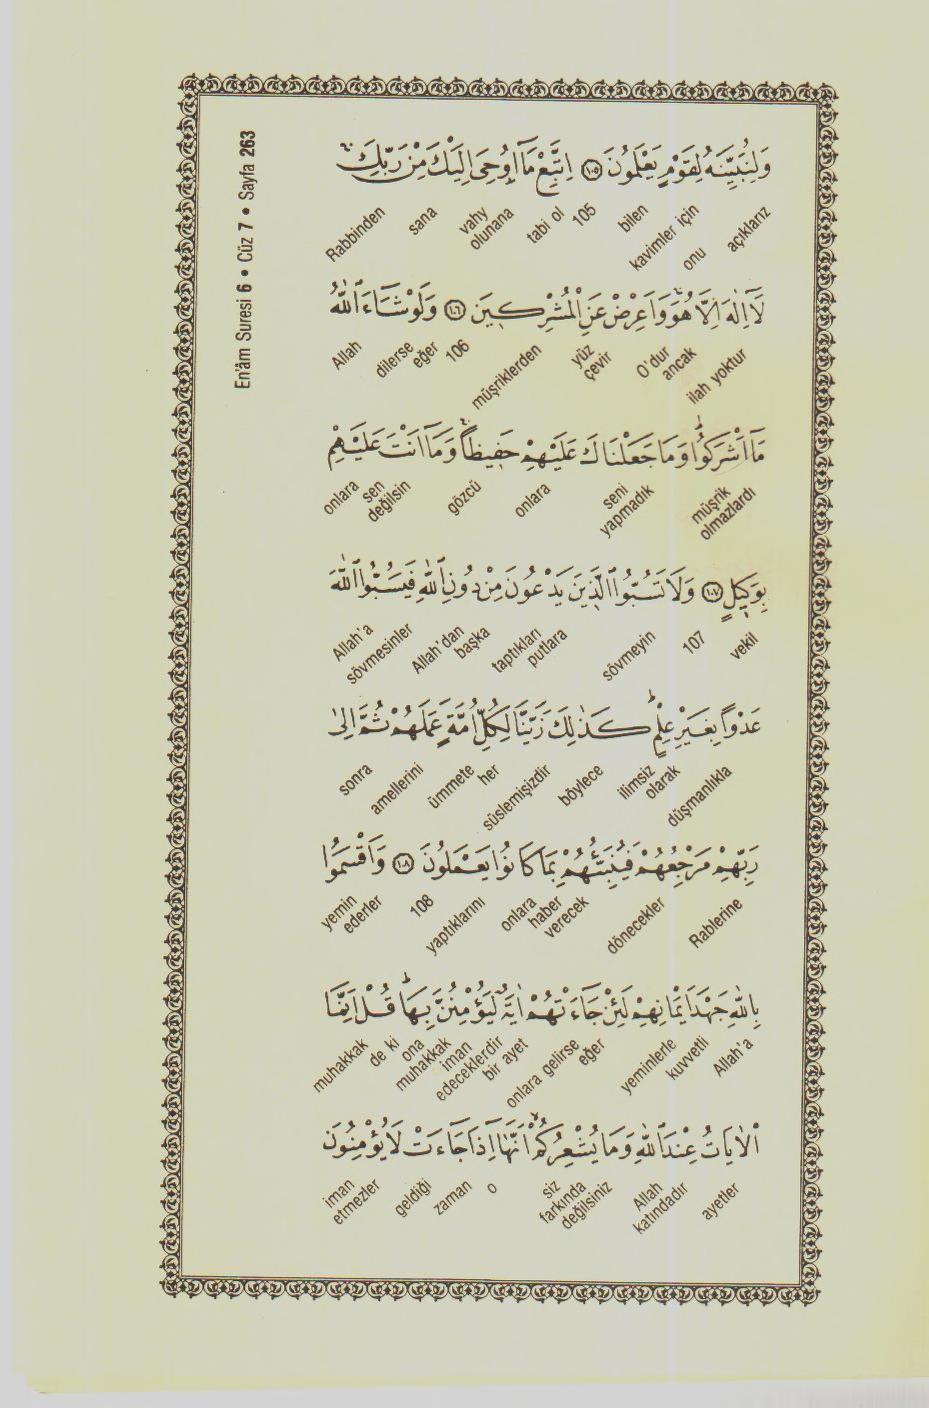 En'âm Suresi 6 • Cüz 7 • Sayfa 263
وَلِنُبَيِّنَهُ لِقَوْمٍ يَعْلَمُونَ ﴿١٠٥﴾ اِتَّبِعْ مَٓا اُو۫حِيَ اِلَيْكَ مِنْ رَبِّكَۚ
açıklarız onu kavimler için bilen 105 tabi ol vahy olunana sana Rabbinden
لَٓا اِلٰهَ اِلَّا هُوَۚ وَاَعْرِضْ عَنِ الْمُشْرِك۪ينَ ﴿١٠٦﴾ وَلَوْ شَٓاءَ اللّٰهُ
ilah yoktur ancak O'dur yüz çevir müşriklerden 106 eğer dilerse Allah
مَٓا اَشْرَكُواۜ وَمَا جَعَلْنَاكَ عَلَيْهِمْ حَف۪يظاًۚ وَمَٓا اَنْتَ عَلَيْهِمْ
müşrik olmazlardı seni yapmadık onlara gözcü sen değilsin onlara
بِوَك۪يلٍ ﴿١٠٧﴾ وَلَا تَسُبُّوا الَّذ۪ينَ يَدْعُونَ مِنْ دُونِ اللّٰهِ فَيَسُبُّوا اللّٰهَ
vekil 107 sövmeyin taptıkları putlara Allah'dan başka sövmesinler Allah'a
عَدْواً بِغَيْرِ عِلْمٍۜ كَذٰلِكَ زَيَّنَّا لِكُلِّ اُمَّةٍ عَمَلَهُمْ ثُمَّ اِلٰى
düşmanlıkla ilimsiz olarak böylece süslemişizdir her ümmete amellerini sonra
رَبِّهِمْ مَرْجِعُهُمْ فَيُنَبِّئُهُمْ بِمَا كَانُوا يَعْمَلُونَ ﴿١٠٨﴾ وَاَقْسَمُوا
Rablerine dönecekler onlara haber verecek yaptıklarını 108 yemin ederler
بِاللّٰهِ جَهْدَ اَيْمَانِهِمْ لَئِنْ جَٓاءَتْهُمْ اٰيَةٌ لَيُؤْمِنُنَّ بِهَاۜ قُلْ اِنَّمَا
Allah'a kuvvetli yeminlerle eğer onlara gelirse bir ayet iman edeceklerdir muhakkak ona de ki muhakkak
الْاٰيَاتُ عِنْدَ اللّٰهِ وَمَا يُشْعِرُكُمْۙ اَنَّهَٓا اِذَا جَٓاءَتْ لَا يُؤْمِنُونَ
ayetler Allah katındadır siz farkında değilsiniz o zaman geldiği iman etmezler